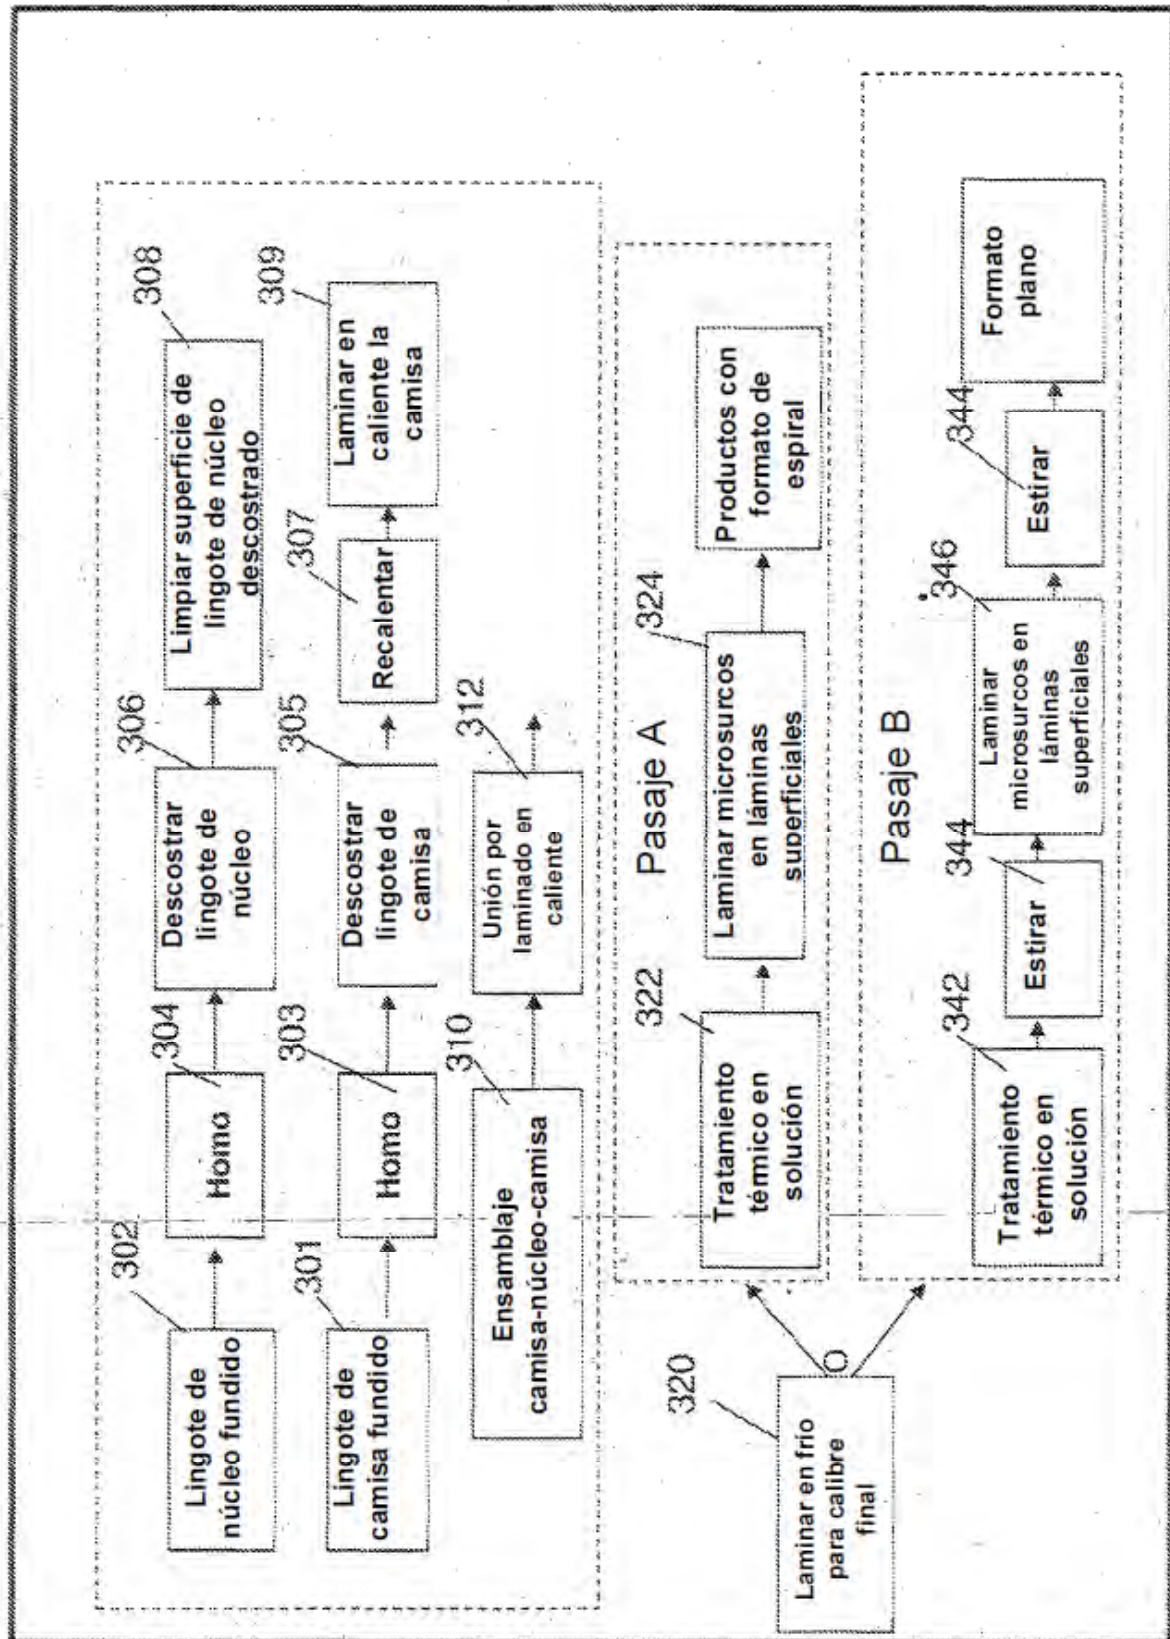 302
Lingote de
núcleo fundido
304
Homo
306
Descostrar
lingote de
núcleo
308
Limpiar superficie de
lingote de núcleo
descostrado
301
Lingote de
camisa fundido
303
Homo
305
Descostrar
lingote de
camisa
307
Recalentar
309
Laminar en
caliente la
camisa
310
Ensamblaje
camisa-núcleo-camisa
312
Unión por
laminado en
caliente
320
Laminar en frío
para calibre
final
O
Pasaje A
322
Tratamiento
térmico en
solución
324
Laminar microsurcos
en láminas
superficiales
Productos con
formato de
espiral
Pasaje B
342
Tratamiento
térmico en
solución
344
Estirar
346
Laminar
microsurcos en
láminas
superficiales
344
Estirar
Formato
plano